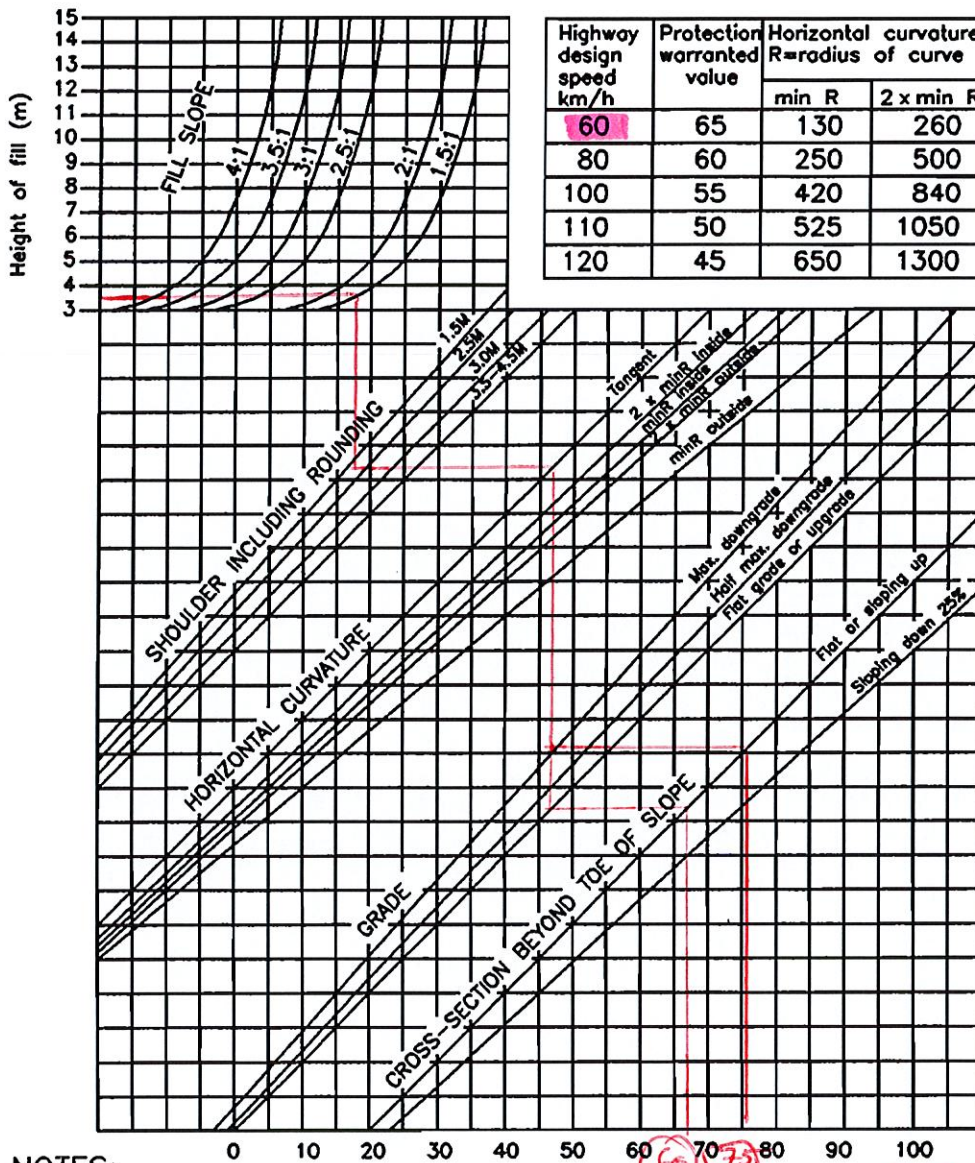 15
14
13
12
11
10
9
8
7
6
5
4
3
Height of fill (m)
FILL SLOPE
4:1
3.5:1
3:1
2.5:1
2:1
1.5:1
Highway design speed km/h
Protection warranted value
Horizontal curvature R=radius of curve
min R
2 x min R
60 65 130 260
80 60 250 500
100 55 420 840
110 50 525 1050
120 45 650 1300
SHOULDER INCLUDING ROUNDING
1.5M
2.5M
3.0M
3.5-4.5M
HORIZONTAL CURVATURE
Tangent
2 x minR inside
minR inside
2 x minR outside
minR outside
GRADE
Max. downgrade
Half max. downgrade
Flat grade or upgrade
CROSS-SECTION BEYOND TOE OF SLOPE
Flat or sloping up
Sloping down 25%
0 10 20 30 40 50 60 70 80 90 100
NOTES: